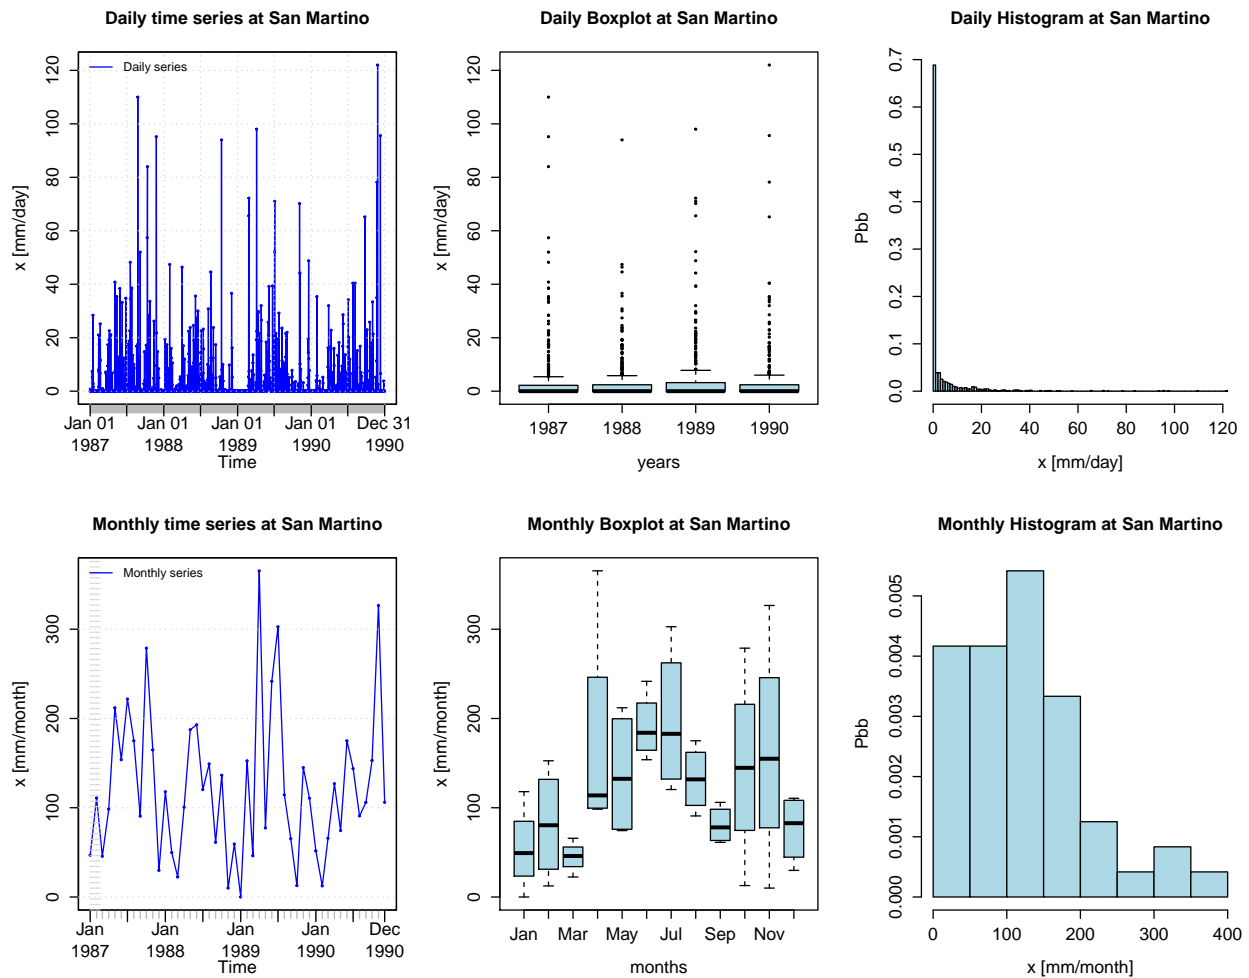 Daily time series at San Martino
x [mm/day]
120
100
80
60
40
20
0
Daily series
Jan 01 Jan 01 Jan 01 Jan 01 Dec 31
1987 1988 1989 1990 1990
Time
Daily Boxplot at San Martino
x [mm/day]
120
100
80
60
40
20
0
1987 1988 1989 1990
years
Daily Histogram at San Martino
Pbb
0.7
0.6
0.5
0.4
0.3
0.2
0.1
0.0
0 20 40 60 80 100 120
x [mm/day]
Monthly time series at San Martino
x [mm/month]
300
200
100
0
Monthly series
Jan Jan Jan Jan Dec
1987 1988 1989 1990 1990
Time
Monthly Boxplot at San Martino
x [mm/month]
300
200
100
0
Jan Mar May Jul Sep Nov
months
Monthly Histogram at San Martino
Pbb
0.005
0.004
0.003
0.002
0.001
0.000
0 100 200 300 400
x [mm/month]